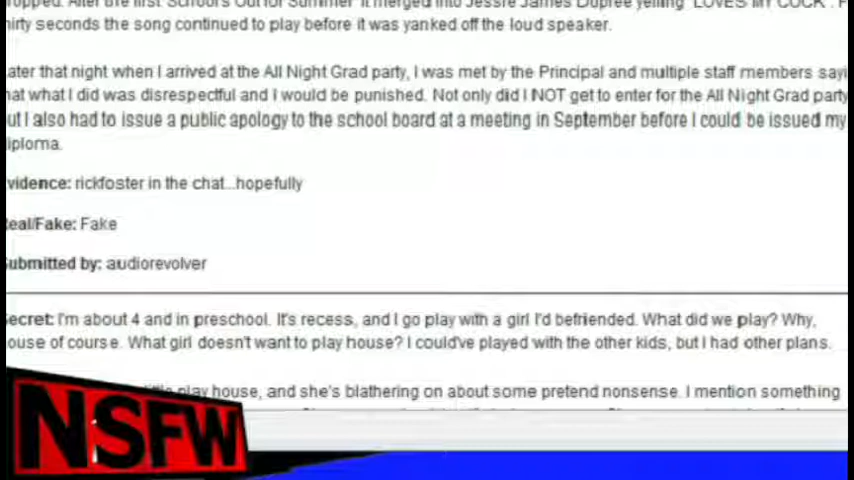 ropped. After the first "School's Out for Summer" it merged into Jessie James Dupree yelling "LOVES MY COCK". F
hirty seconds the song continued to play before it was yanked off the loud speaker.
ater that night when I arrived at the All Night Grad party, I was met by the Principal and multiple staff members sayi
hat what I did was disrespectful and I would be punished. Not only did I NOT get to enter for the All Night Grad party
ut I also had to issue a public apology to the school board at a meeting in September before I could be issued my
iploma.
vidence: rickfoster in the chat...hopefully
eal/Fake: Fake
ubmitted by: audiorevolver
ecret: I'm about 4 and in preschool. It's recess, and I go play with a girl I'd befriended. What did we play? Why,
ouse of course. What girl doesn't want to play house? I could've played with the other kids, but I had other plans.
play house, and she's blathering on about some pretend nonsense. I mention something
NSFW